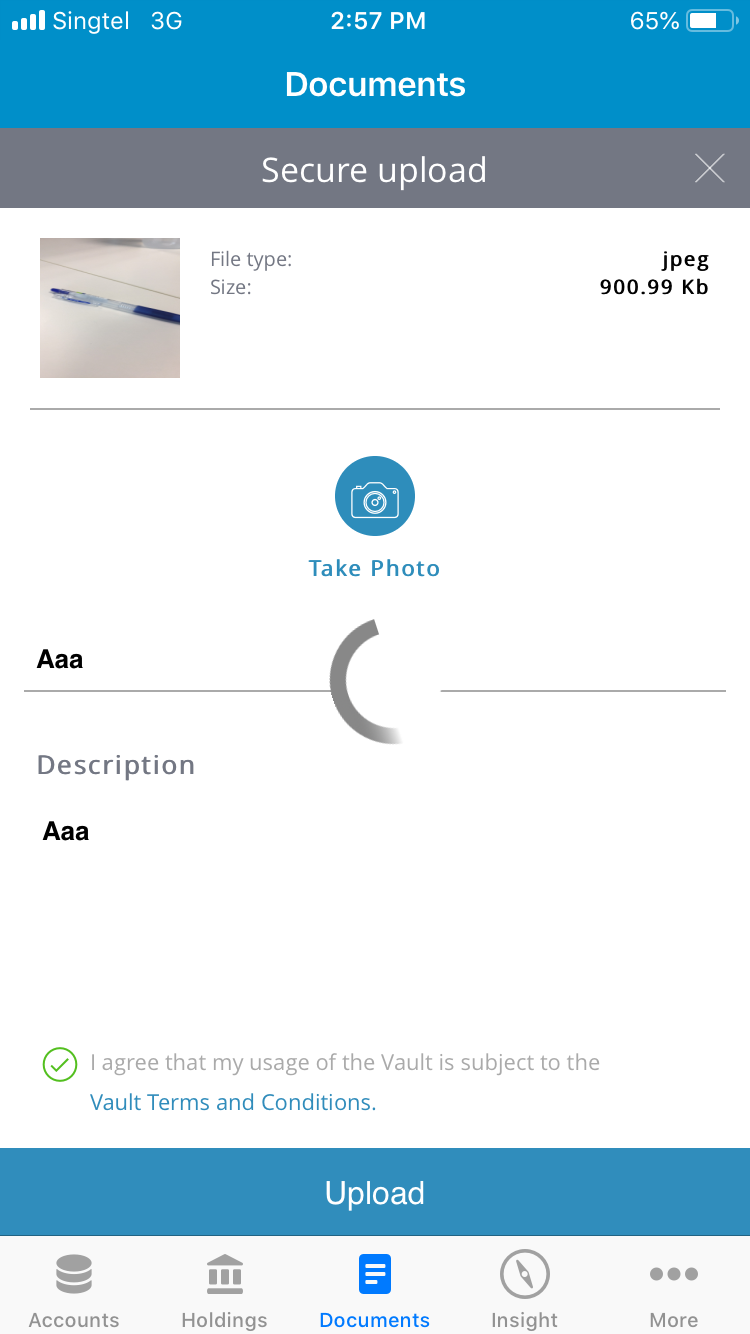 Singtel 3G 2:57 PM 65%
Documents
Secure upload
File type: jpeg
Size: 900.99 Kb
Take Photo
Aaa
Description
Aaa
I agree that my usage of the Vault is subject to the
Vault Terms and Conditions.
Upload
Accounts Holdings Documents Insight More